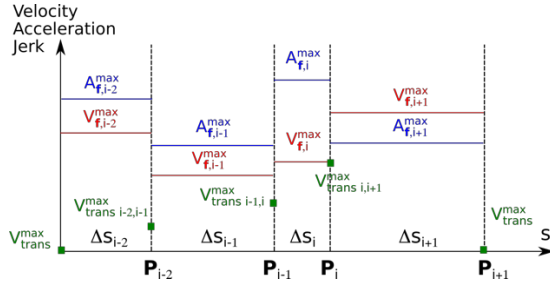 Velocity
Acceleration
Jerk
A^max_f,i
A^max_f,i-2
V^max_f,i+1
V^max_f,i-2
A^max_f,i-1
A^max_f,i+1
V^max_f,i-1
V^max_f,i
V^max_trans i,i+1
V^max_trans i-2,i-1
V^max_trans i-1,i
V^max_trans
V^max_trans
ΔS_i-2
ΔS_i-1
ΔS_i
ΔS_i+1
S
P_i-2
P_i-1
P_i
P_i+1